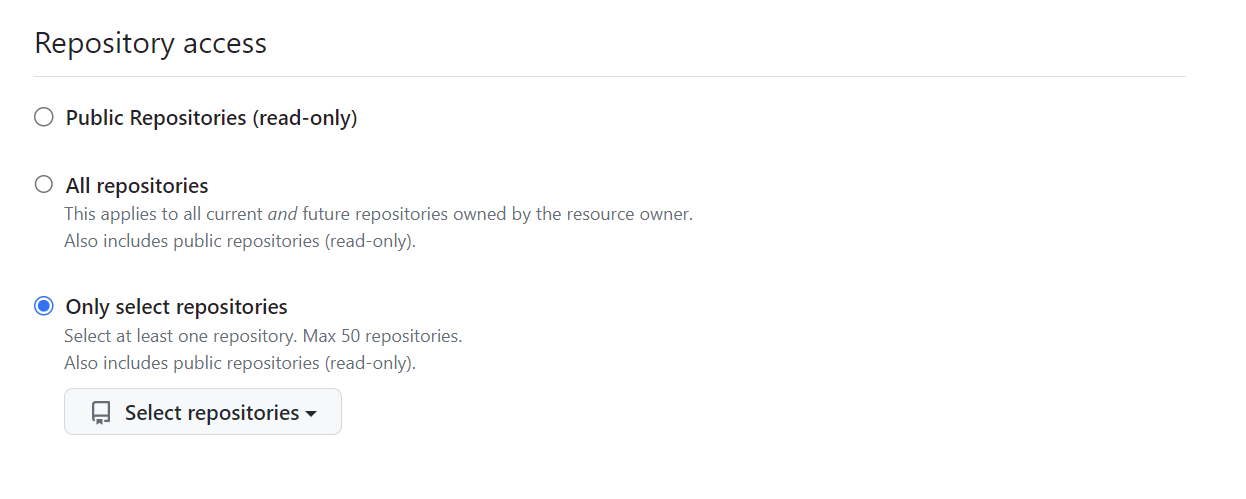 Repository access
Public Repositories (read-only)
All repositories
This applies to all current and future repositories owned by the resource owner.
Also includes public repositories (read-only).
Only select repositories
Select at least one repository. Max 50 repositories.
Also includes public repositories (read-only).
Select repositories